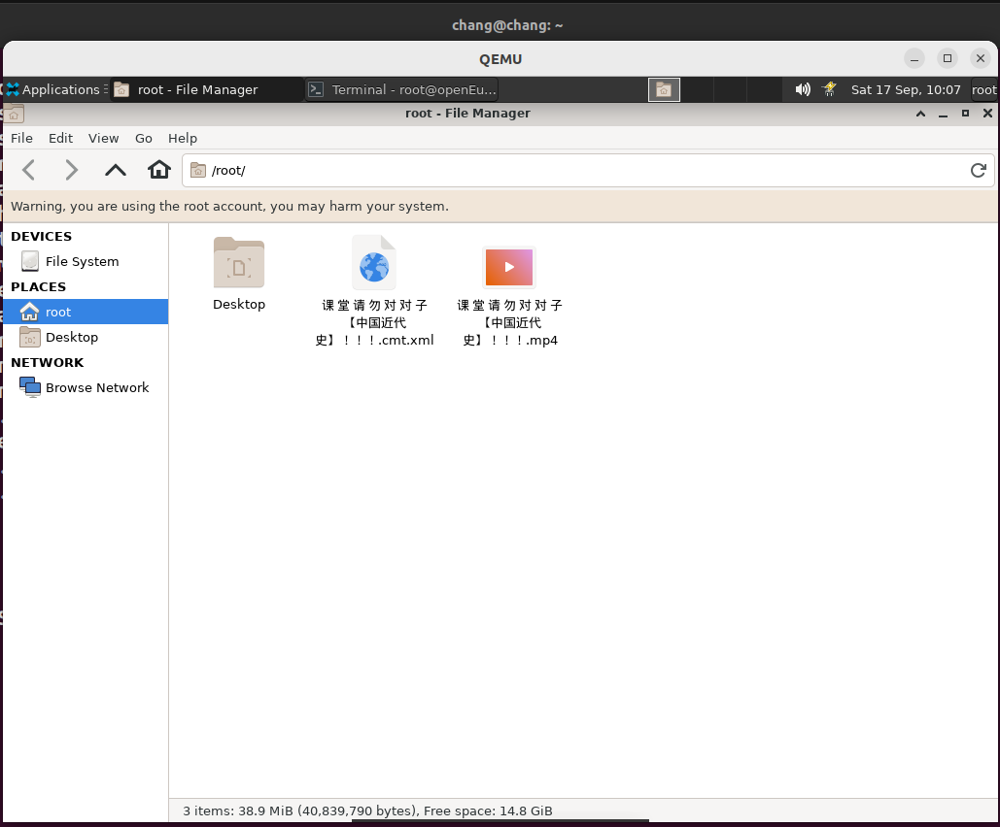 chang@chang: ~
QEMU
Applications
root - File Manager
Terminal - root@openEu...
Sat 17 Sep, 10:07
root
root - File Manager
File Edit View Go Help
/root/
Warning, you are using the root account, you may harm your system.
DEVICES
File System
PLACES
root
Desktop
NETWORK
Browse Network
Desktop
课堂请勿对对子
【中国近代
史】！！！.cmt.xml
课堂请勿对对子
【中国近代
史】！！！.mp4
3 items: 38.9 MiB (40,839,790 bytes), Free space: 14.8 GiB